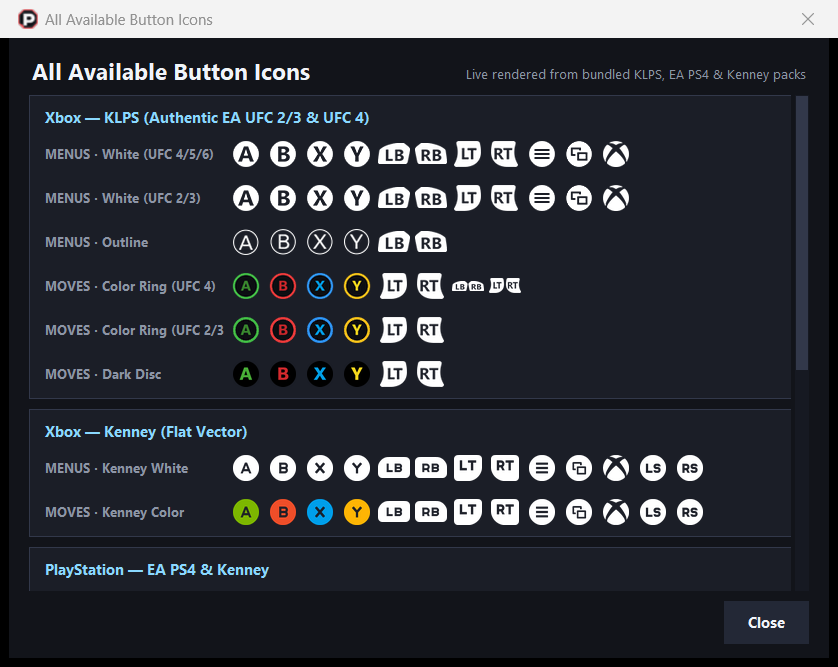 All Available Button Icons
All Available Button Icons
Live rendered from bundled KLPS, EA PS4 & Kenney packs
Xbox — KLPS (Authentic EA UFC 2/3 & UFC 4)
MENUS · White (UFC 4/5/6) A B X Y LB RB LT RT
MENUS · White (UFC 2/3) A B X Y LB RB LT RT
MENUS · Outline A B X Y LB RB
MOVES · Color Ring (UFC 4) A B X Y LT RT LB RB LT RT
MOVES · Color Ring (UFC 2/3 A B X Y LT RT
MOVES · Dark Disc A B X Y LT RT
Xbox — Kenney (Flat Vector)
MENUS · Kenney White A B X Y LB RB LT RT LS RS
MOVES · Kenney Color A B X Y LB RB LT RT LS RS
PlayStation — EA PS4 & Kenney
Close